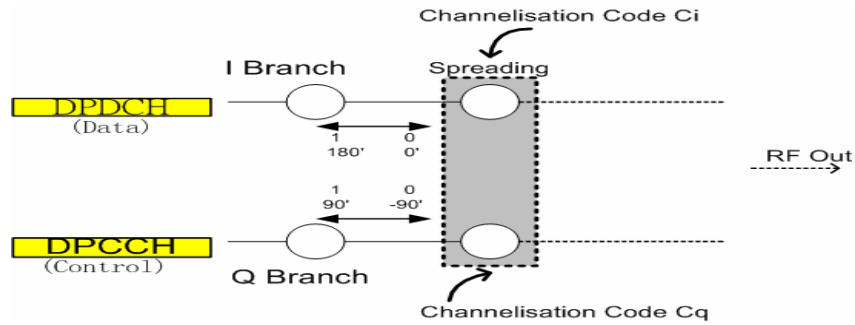 Channelisation Code Ci
I Branch
Spreading
DPDCH
(Data)
1 0
180' 0'
RF Out
1 0
90' -90'
DPCCH
(Control)
Q Branch
Channelisation Code Cq